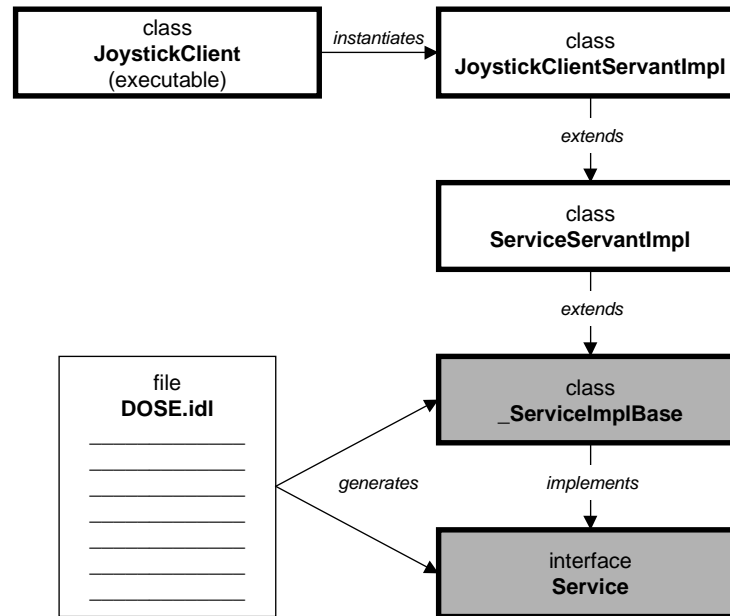 class
JoystickClient
(executable)
instantiates
class
JoystickClientServantImpl
extends
class
ServiceServantImpl
extends
file
DOSE.idl
class
_ServiceImplBase
generates
implements
interface
Service